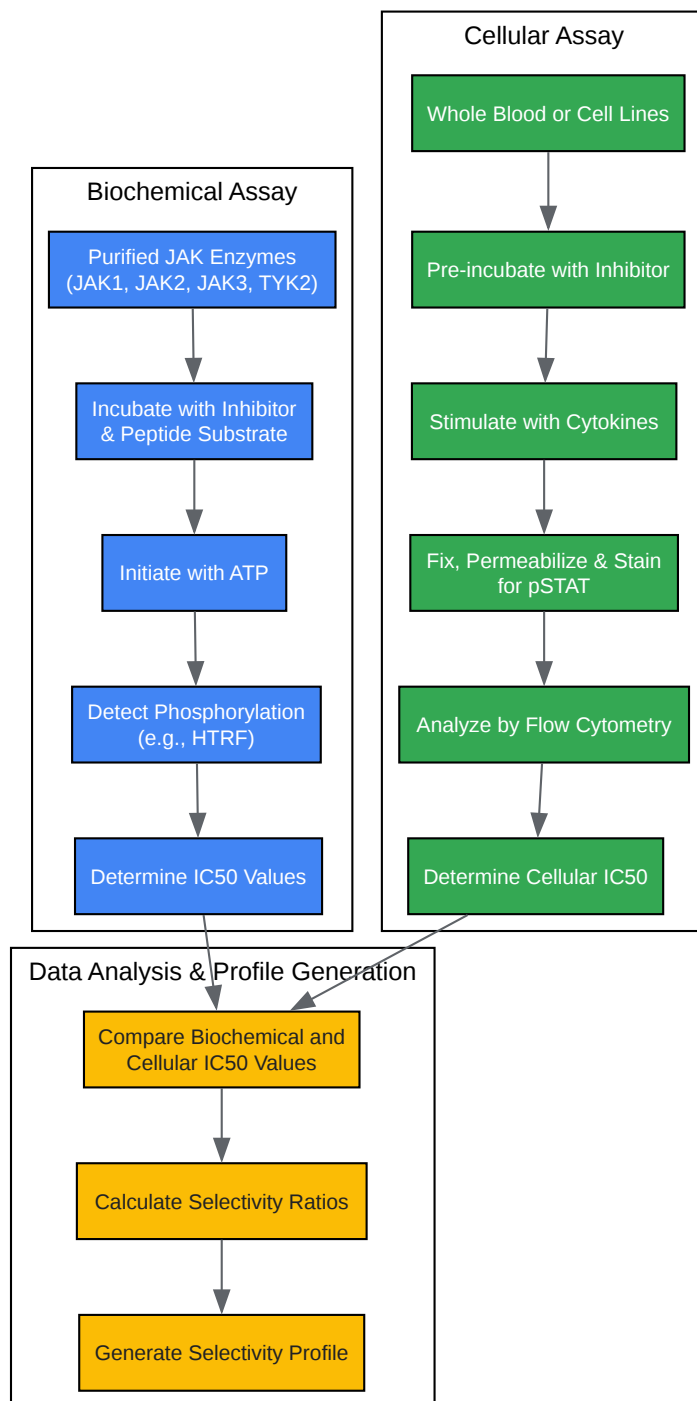 Cellular Assay
Whole Blood or Cell Lines
Pre-incubate with Inhibitor
Stimulate with Cytokines
Fix, Permeabilize & Stain
for pSTAT
Analyze by Flow Cytometry
Determine Cellular IC50
Biochemical Assay
Purified JAK Enzymes
(JAK1, JAK2, JAK3, TYK2)
Incubate with Inhibitor
& Peptide Substrate
Initiate with ATP
Detect Phosphorylation
(e.g., HTRF)
Determine IC50 Values
Data Analysis & Profile Generation
Compare Biochemical and
Cellular IC50 Values
Calculate Selectivity Ratios
Generate Selectivity Profile